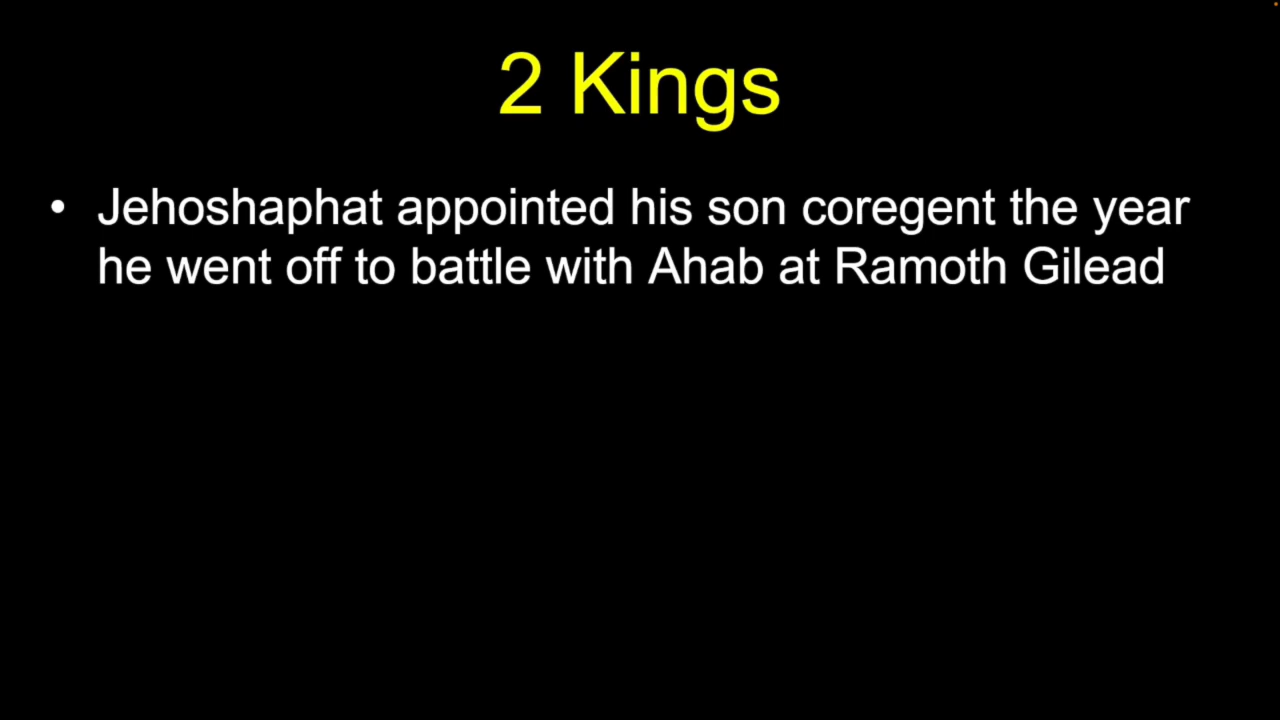 2 Kings
• Jehoshaphat appointed his son coregent the year
he went off to battle with Ahab at Ramoth Gilead